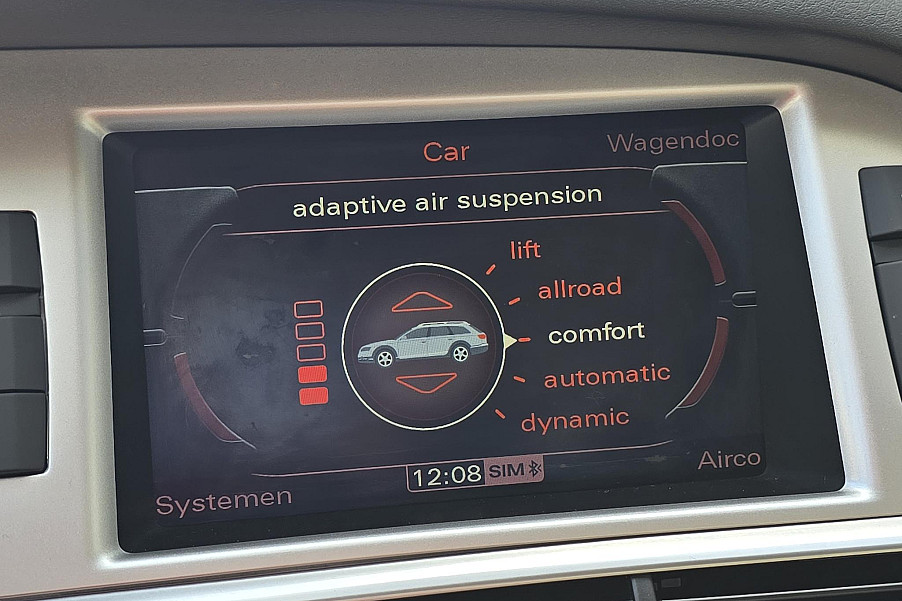 Car
Wagendoc
adaptive air suspension
lift
allroad
comfort
automatic
dynamic
12:08 SIM
Systemen
Airco